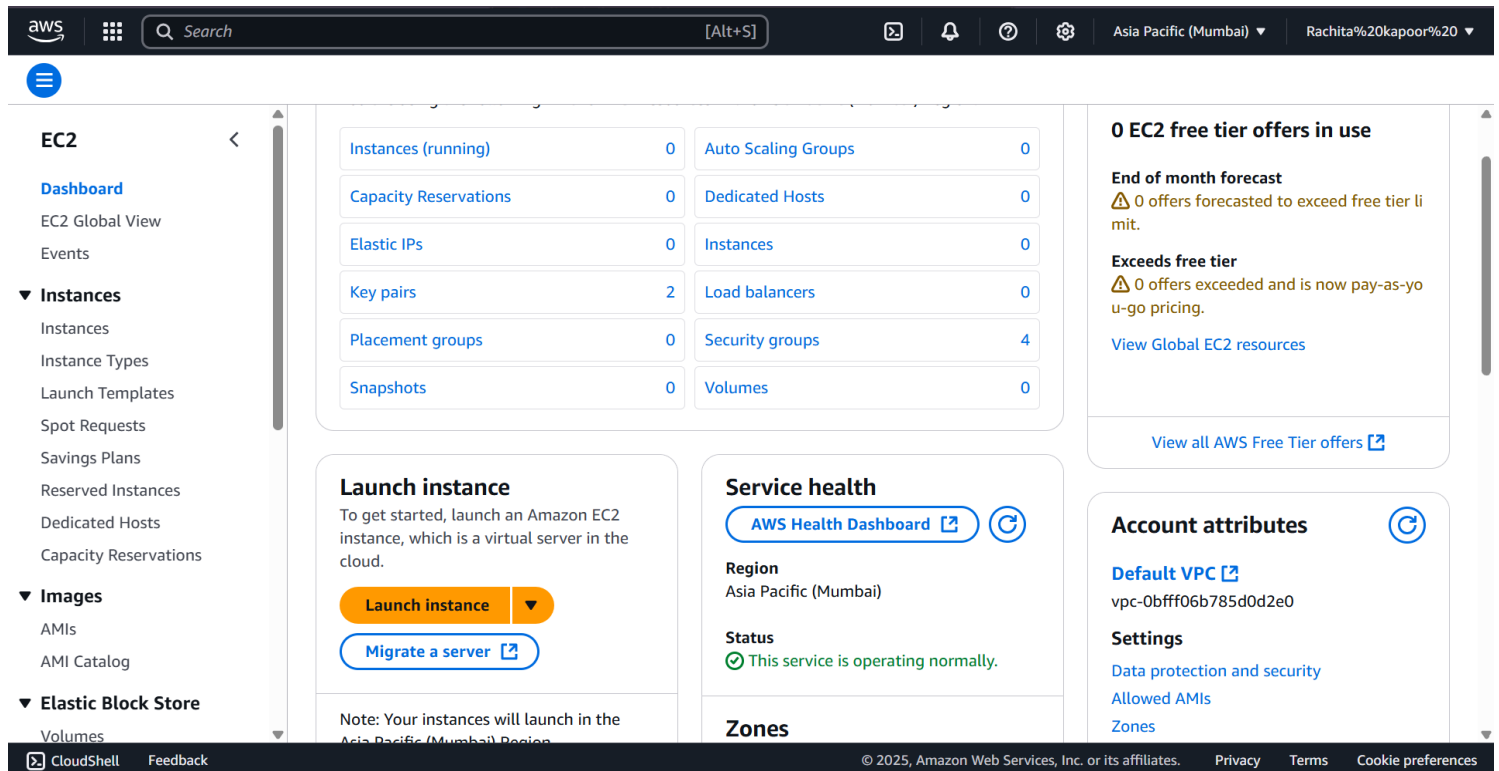 aws
Search [Alt+S]
Asia Pacific (Mumbai) ▼
Rachita%20kapoor%20 ▼
EC2
Dashboard
EC2 Global View
Events
▼ Instances
Instances
Instance Types
Launch Templates
Spot Requests
Savings Plans
Reserved Instances
Dedicated Hosts
Capacity Reservations
▼ Images
AMIs
AMI Catalog
▼ Elastic Block Store
Volumes
Instances (running) 0
Auto Scaling Groups 0
Capacity Reservations 0
Dedicated Hosts 0
Elastic IPs 0
Instances 0
Key pairs 2
Load balancers 0
Placement groups 0
Security groups 4
Snapshots 0
Volumes 0
Launch instance
To get started, launch an Amazon EC2
instance, which is a virtual server in the
cloud.
Launch instance
Migrate a server
Note: Your instances will launch in the
Asia Pacific (Mumbai) Region
Service health
AWS Health Dashboard
Region
Asia Pacific (Mumbai)
Status
This service is operating normally.
Zones
0 EC2 free tier offers in use
End of month forecast
0 offers forecasted to exceed free tier li
mit.
Exceeds free tier
0 offers exceeded and is now pay-as-yo
u-go pricing.
View Global EC2 resources
View all AWS Free Tier offers
Account attributes
Default VPC
vpc-0bfff06b785d0d2e0
Settings
Data protection and security
Allowed AMIs
Zones
CloudShell
Feedback
© 2025, Amazon Web Services, Inc. or its affiliates.
Privacy
Terms
Cookie preferences